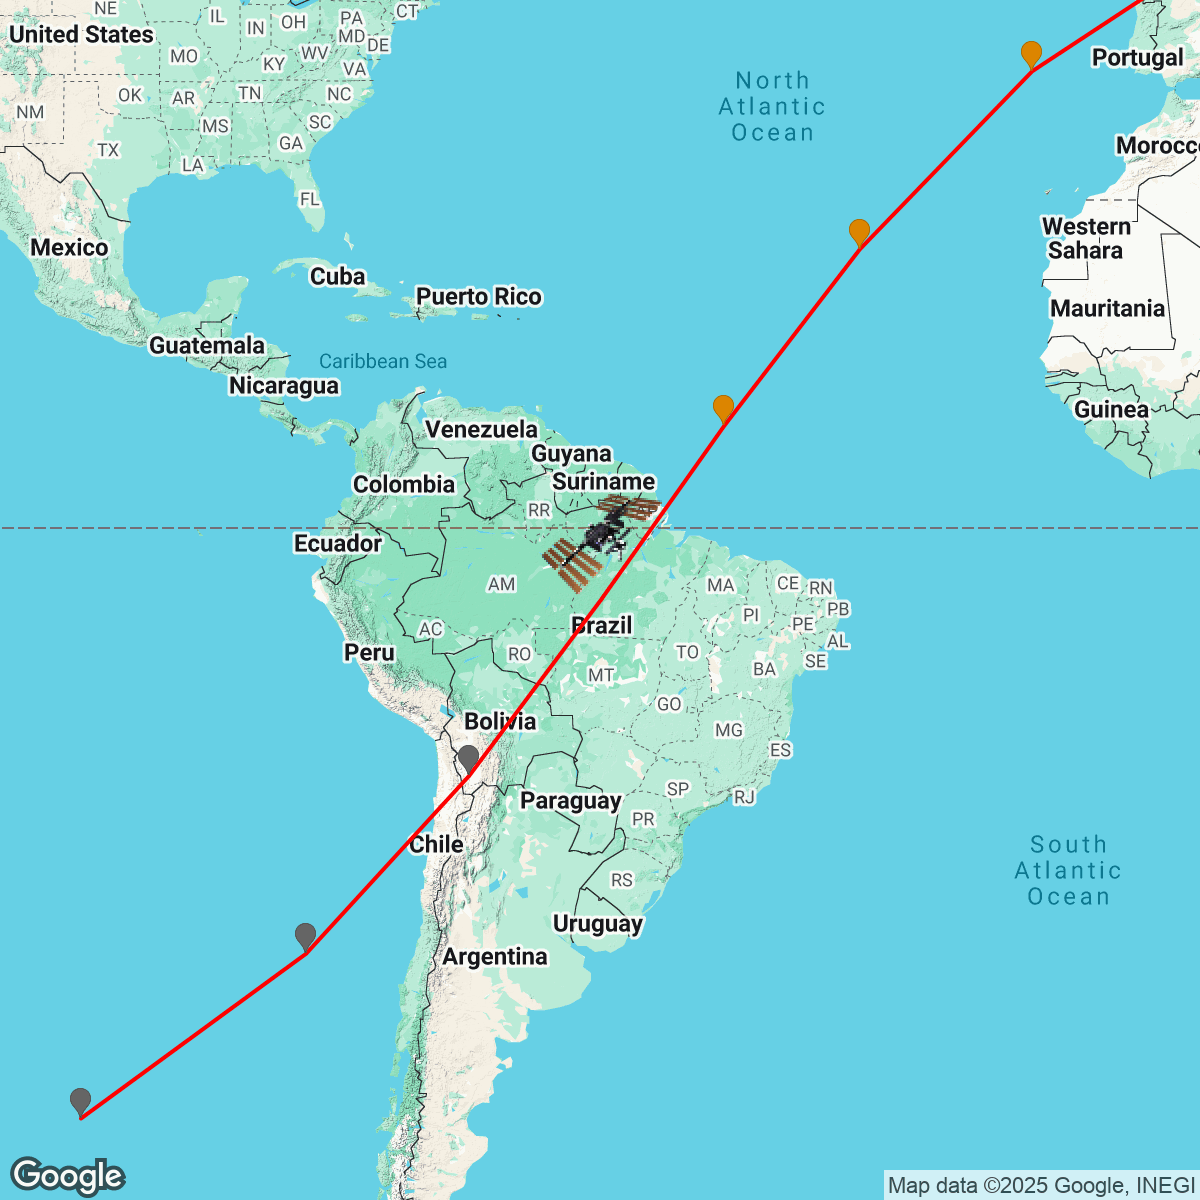 NE
IL
IN
OH
PA
CT
United States
MD
DE
MO
KY
WV
VA
OK
AR
TN
NC
NM
MS
SC
TX
GA
LA
FL
North
Atlantic
Ocean
Portugal
Morocc
Western
Sahara
Mexico
Cuba
Puerto Rico
Mauritania
Guatemala
Caribbean Sea
Nicaragua
Guinea
Venezuela
Guyana
Colombia
Suriname
RR
Ecuador
AM
MA
CE
RN
PI
PE
PB
AC
Brazil
AL
Peru
RO
TO
SE
MT
BA
GO
Bolivia
MG
ES
Paraguay
SP
RJ
PR
Chile
South
Atlantic
Ocean
RS
Uruguay
Argentina
Google
Map data ©2025 Google, INEGI